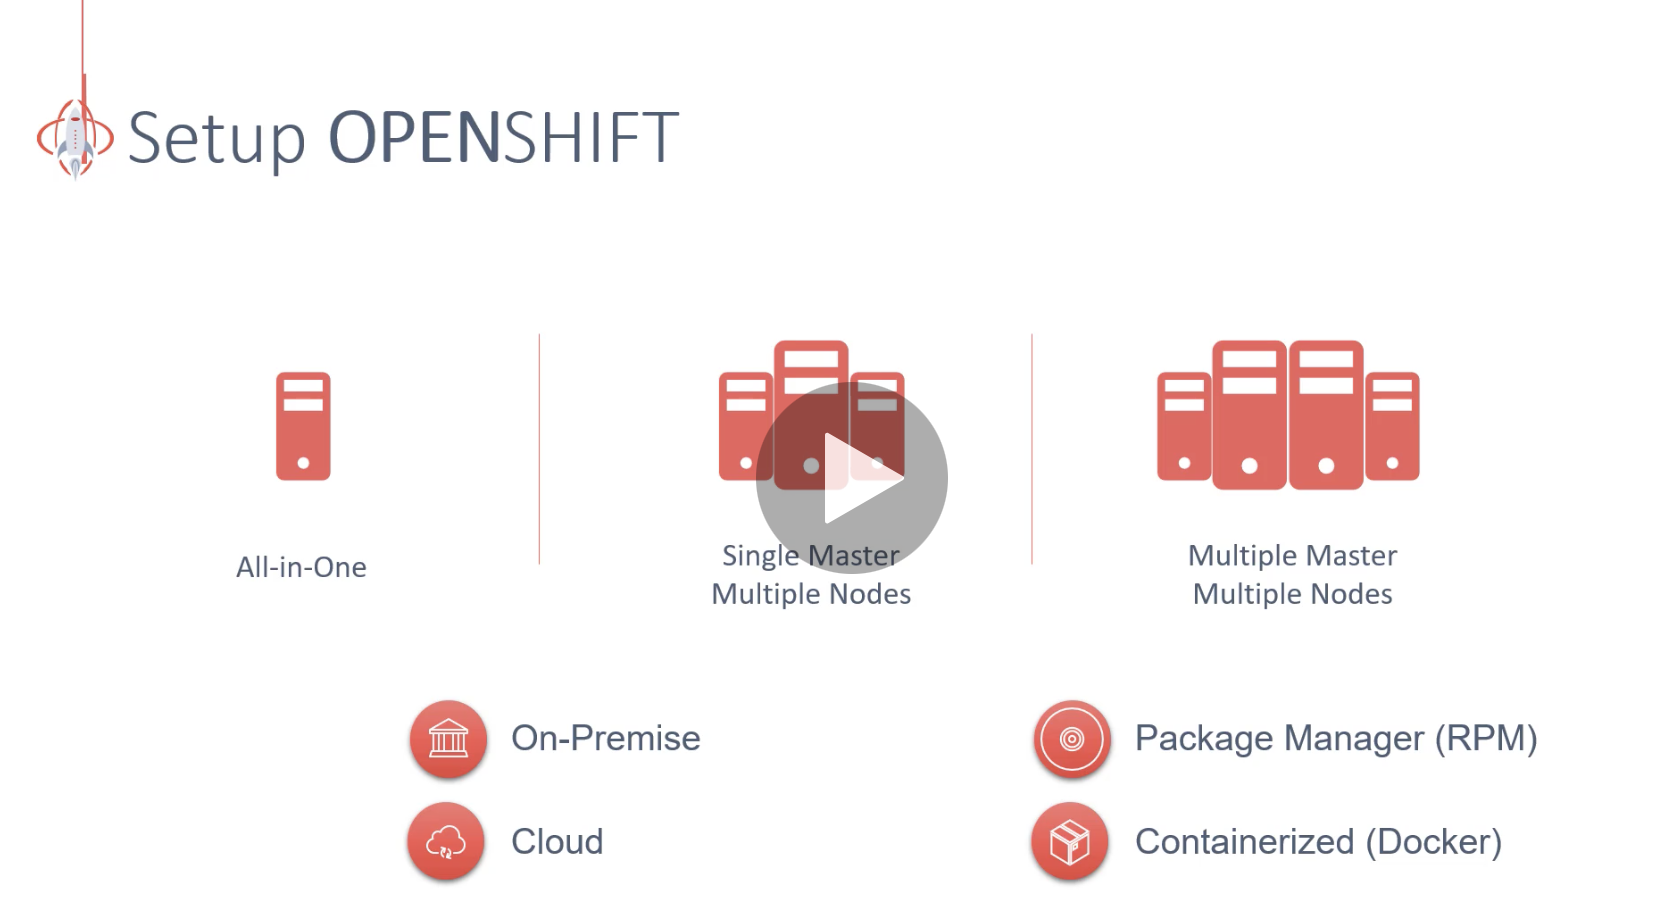 Setup OPENSHIFT
All-in-One
Single Master
Multiple Nodes
Multiple Master
Multiple Nodes
On-Premise
Package Manager (RPM)
Cloud
Containerized (Docker)